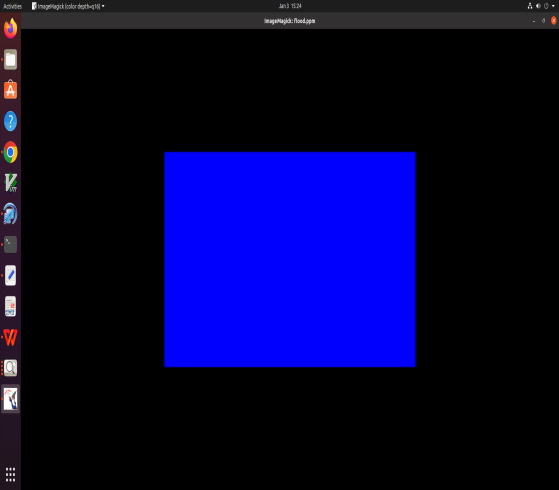 Activities
ImageMagick (color depth=q16)
Jan 3 15:24
ImageMagick: flood.ppm